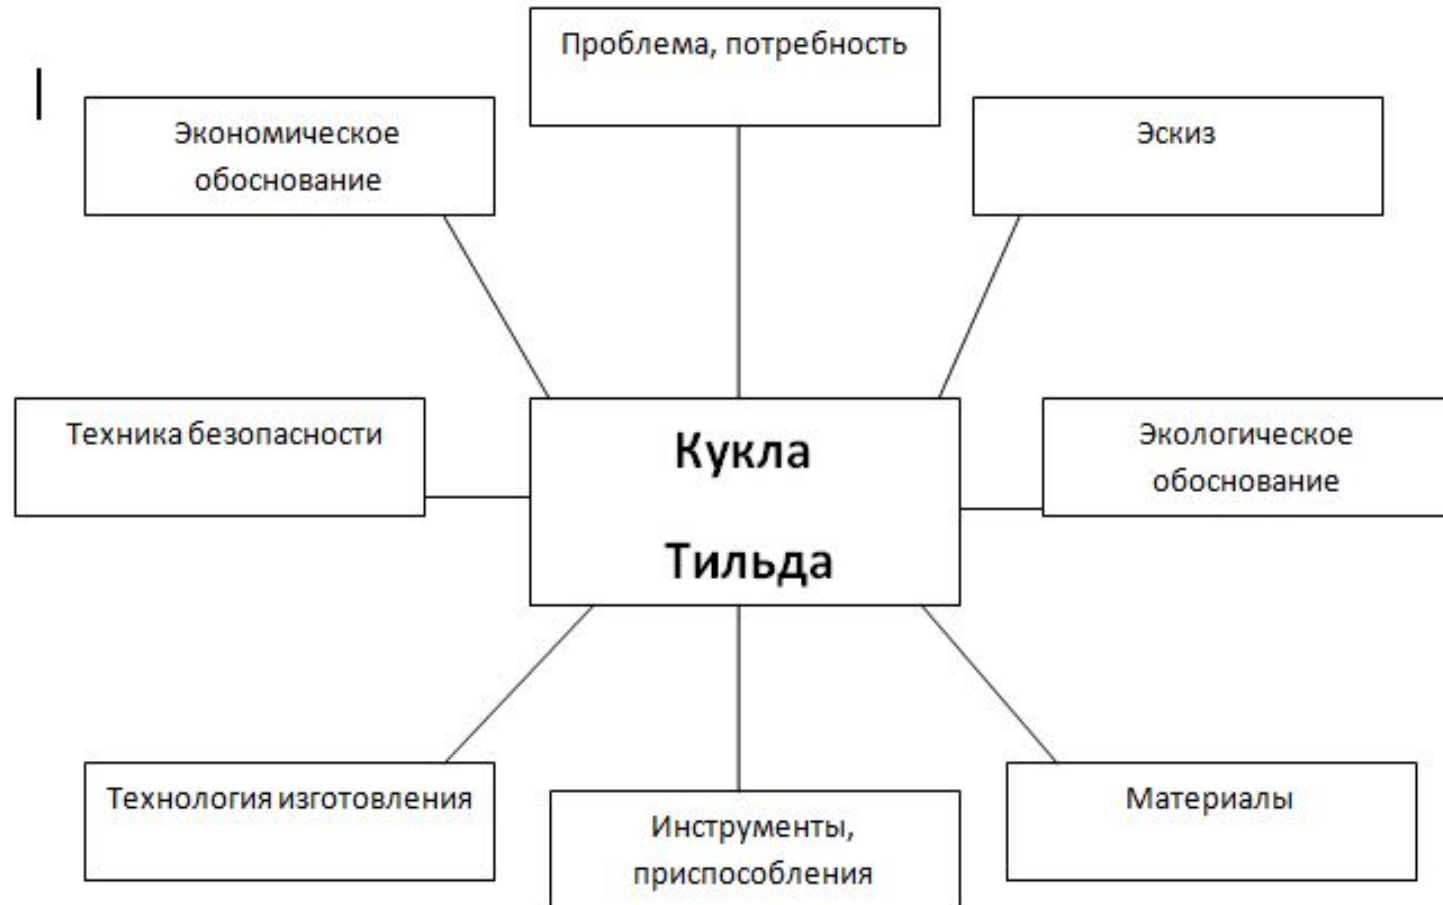 Проблема, потребность
Экономическое
обоснование
Эскиз
Техника безопасности
Кукла
Тильда
Экологическое
обоснование
Технология изготовления
Инструменты,
приспособления
Материалы